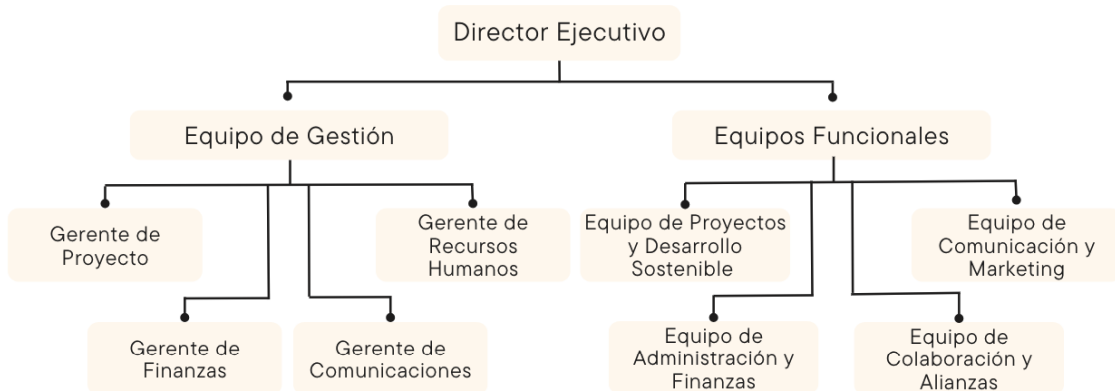 Director Ejecutivo
Equipo de Gestión
Equipos Funcionales
Gerente de
Proyecto
Gerente de
Recursos
Humanos
Equipo de Proyectos
y Desarrollo
Sostenible
Equipo de
Comunicación y
Marketing
Gerente de
Finanzas
Gerente de
Comunicaciones
Equipo de
Administración y
Finanzas
Equipo de
Colaboración y
Alianzas